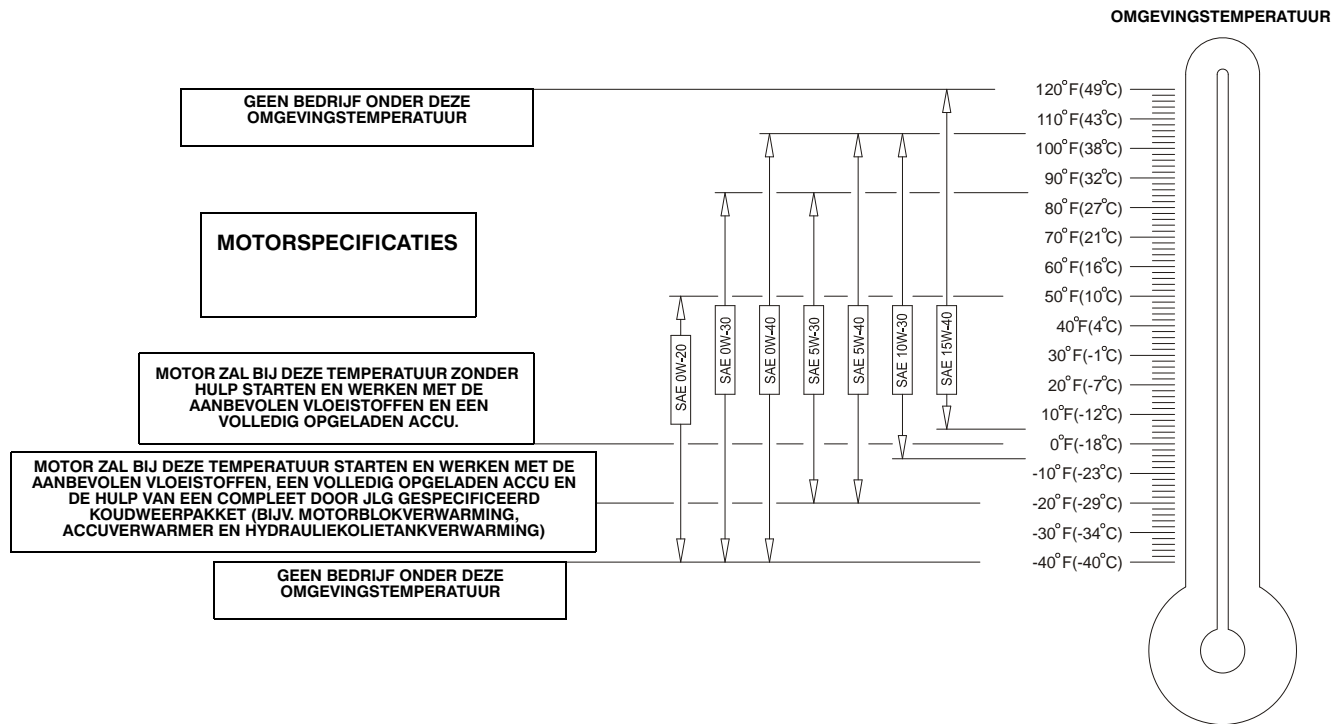 OMGEVINGSTEMPERATUUR
GEEN BEDRIJF ONDER DEZE
OMGEVINGSTEMPERATUUR
MOTORSPECIFICATIES
MOTOR ZAL BIJ DEZE TEMPERATUUR ZONDER
HULP STARTEN EN WERKEN MET DE
AANBEVOLEN VLOEISTOFFEN EN EEN
VOLLEDIG OPGELADEN ACCU.
MOTOR ZAL BIJ DEZE TEMPERATUUR STARTEN EN WERKEN MET DE
AANBEVOLEN VLOEISTOFFEN, EEN VOLLEDIG OPGELADEN ACCU EN
DE HULP VAN EEN COMPLEET DOOR JLG GESPECIFICEERD
KOUDWEERPAKKET (BIJV. MOTORBLOKVERWARMING,
ACCUVERWARMER EN HYDRAULIEKOLIETANKVERWARMING)
GEEN BEDRIJF ONDER DEZE
OMGEVINGSTEMPERATUUR
SAE 0W-20
SAE 0W-30
SAE 0W-40
SAE 5W-30
SAE 5W-40
SAE 10W-30
SAE 15W-40
120°F(49°C)
110°F(43°C)
100°F(38°C)
90°F(32°C)
80°F(27°C)
70°F(21°C)
60°F(16°C)
50°F(10°C)
40°F(4°C)
30°F(-1°C)
20°F(-7°C)
10°F(-12°C)
0°F(-18°C)
-10°F(-23°C)
-20°F(-29°C)
-30°F(-34°C)
-40°F(-40°C)